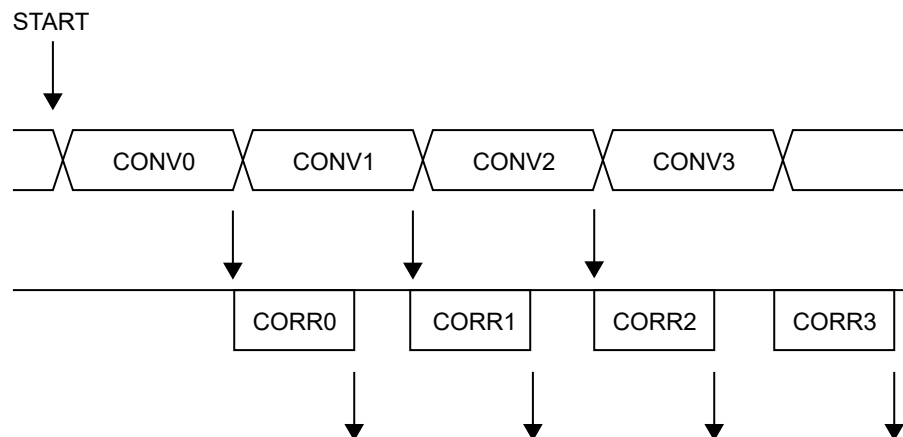 START
CONV0 CONV1 CONV2 CONV3
CORR0 CORR1 CORR2 CORR3